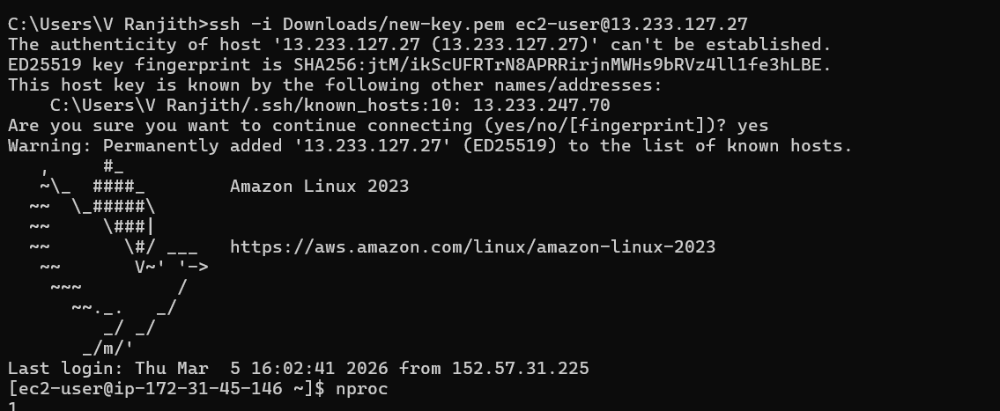 C:\Users\V Ranjith>ssh -i Downloads/new-key.pem ec2-user@13.233.127.27
The authenticity of host '13.233.127.27 (13.233.127.27)' can't be established.
ED25519 key fingerprint is SHA256:jtM/ikScUFRTrN8APRRirjnMWHs9bRVz4ll1fe3hLBE.
This host key is known by the following other names/addresses:
    C:\Users\V Ranjith/.ssh/known_hosts:10: 13.233.247.70
Are you sure you want to continue connecting (yes/no/[fingerprint])? yes
Warning: Permanently added '13.233.127.27' (ED25519) to the list of known hosts.
   ,     #_
   ~\_  ####_        Amazon Linux 2023
  ~~  \_#####\
  ~~     \###|
  ~~       \#/ ___   https://aws.amazon.com/linux/amazon-linux-2023
   ~~       V~' '->
    ~~~         /
      ~~._.   _/
         _/ _/
       _/m/'
Last login: Thu Mar  5 16:02:41 2026 from 152.57.31.225
[ec2-user@ip-172-31-45-146 ~]$ nproc
1